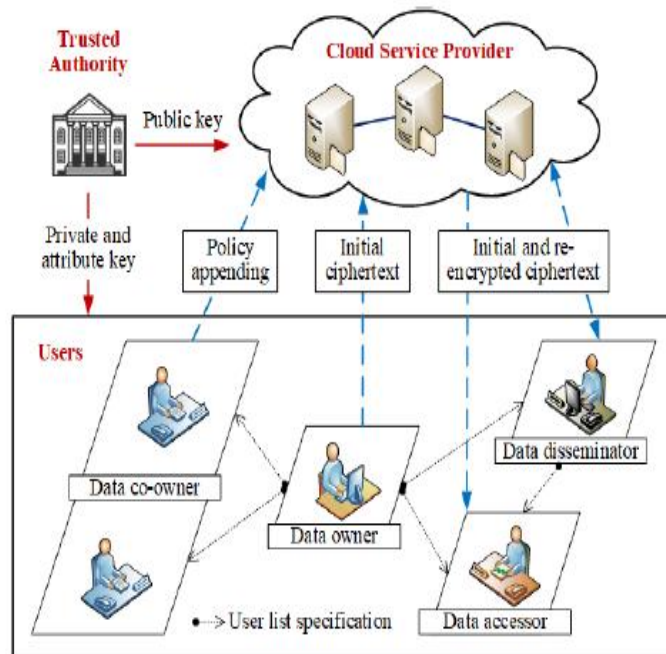 Trusted
Authority
Cloud Service Provider
Public key
Private and
attribute key
Policy
appending
Initial
ciphertext
Initial and re-
encrypted ciphertext
Users
Data co-owner
Data owner
Data disseminator
Data accessor
User list specification